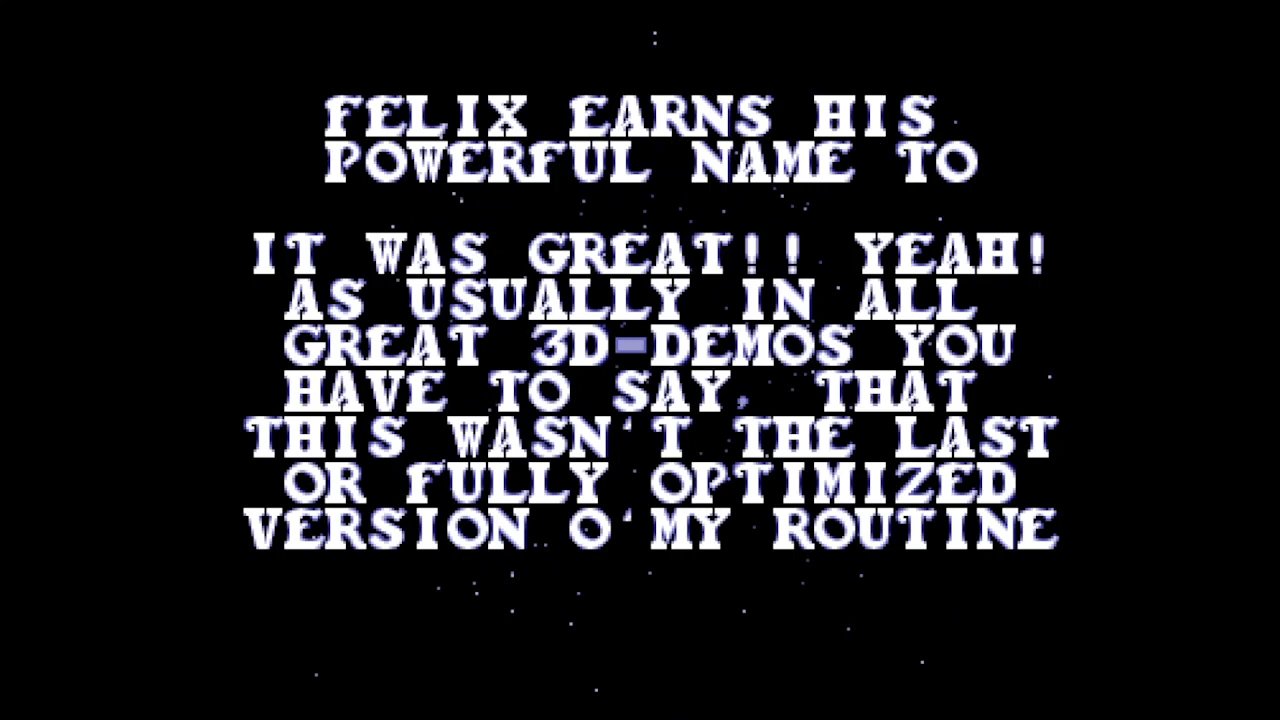 FELIX EARNS HIS
POWERFUL NAME TO
IT WAS GREAT!! YEAH!
AS USUALLY IN ALL
GREAT 3D-DEMOS YOU
HAVE TO SAY, THAT
THIS WASN'T THE LAST
OR FULLY OPTIMIZED
VERSION O'MY ROUTINE